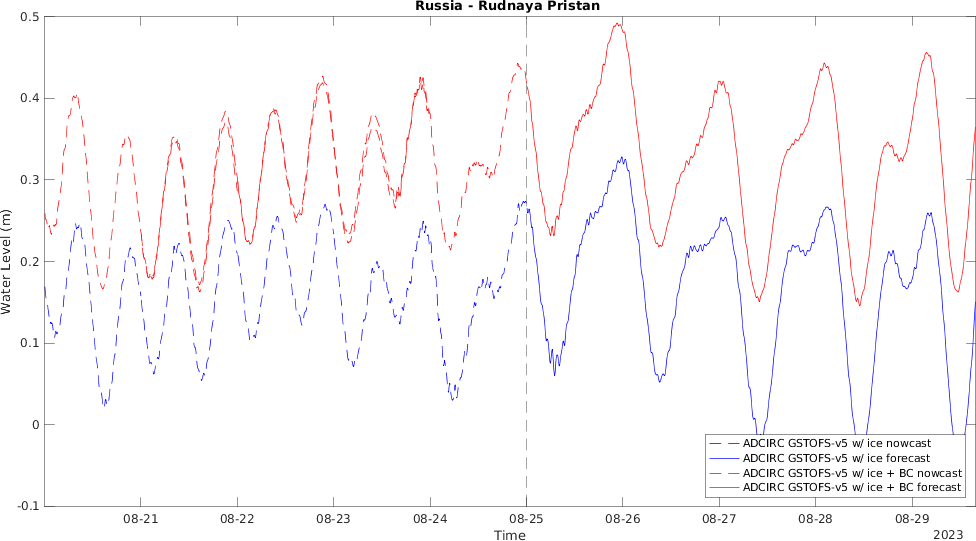 Russia - Rudnaya Pristan
0.5
0.4
0.3
0.2
0.1
0
-0.1
Water Level (m)
ADCIRC GSTOFS-v5 w/ ice nowcast
ADCIRC GSTOFS-v5 w/ ice forecast
ADCIRC GSTOFS-v5 w/ ice + BC nowcast
ADCIRC GSTOFS-v5 w/ ice + BC forecast
08-21 08-22 08-23 08-24 08-25 08-26 08-27 08-28 08-29
Time
2023